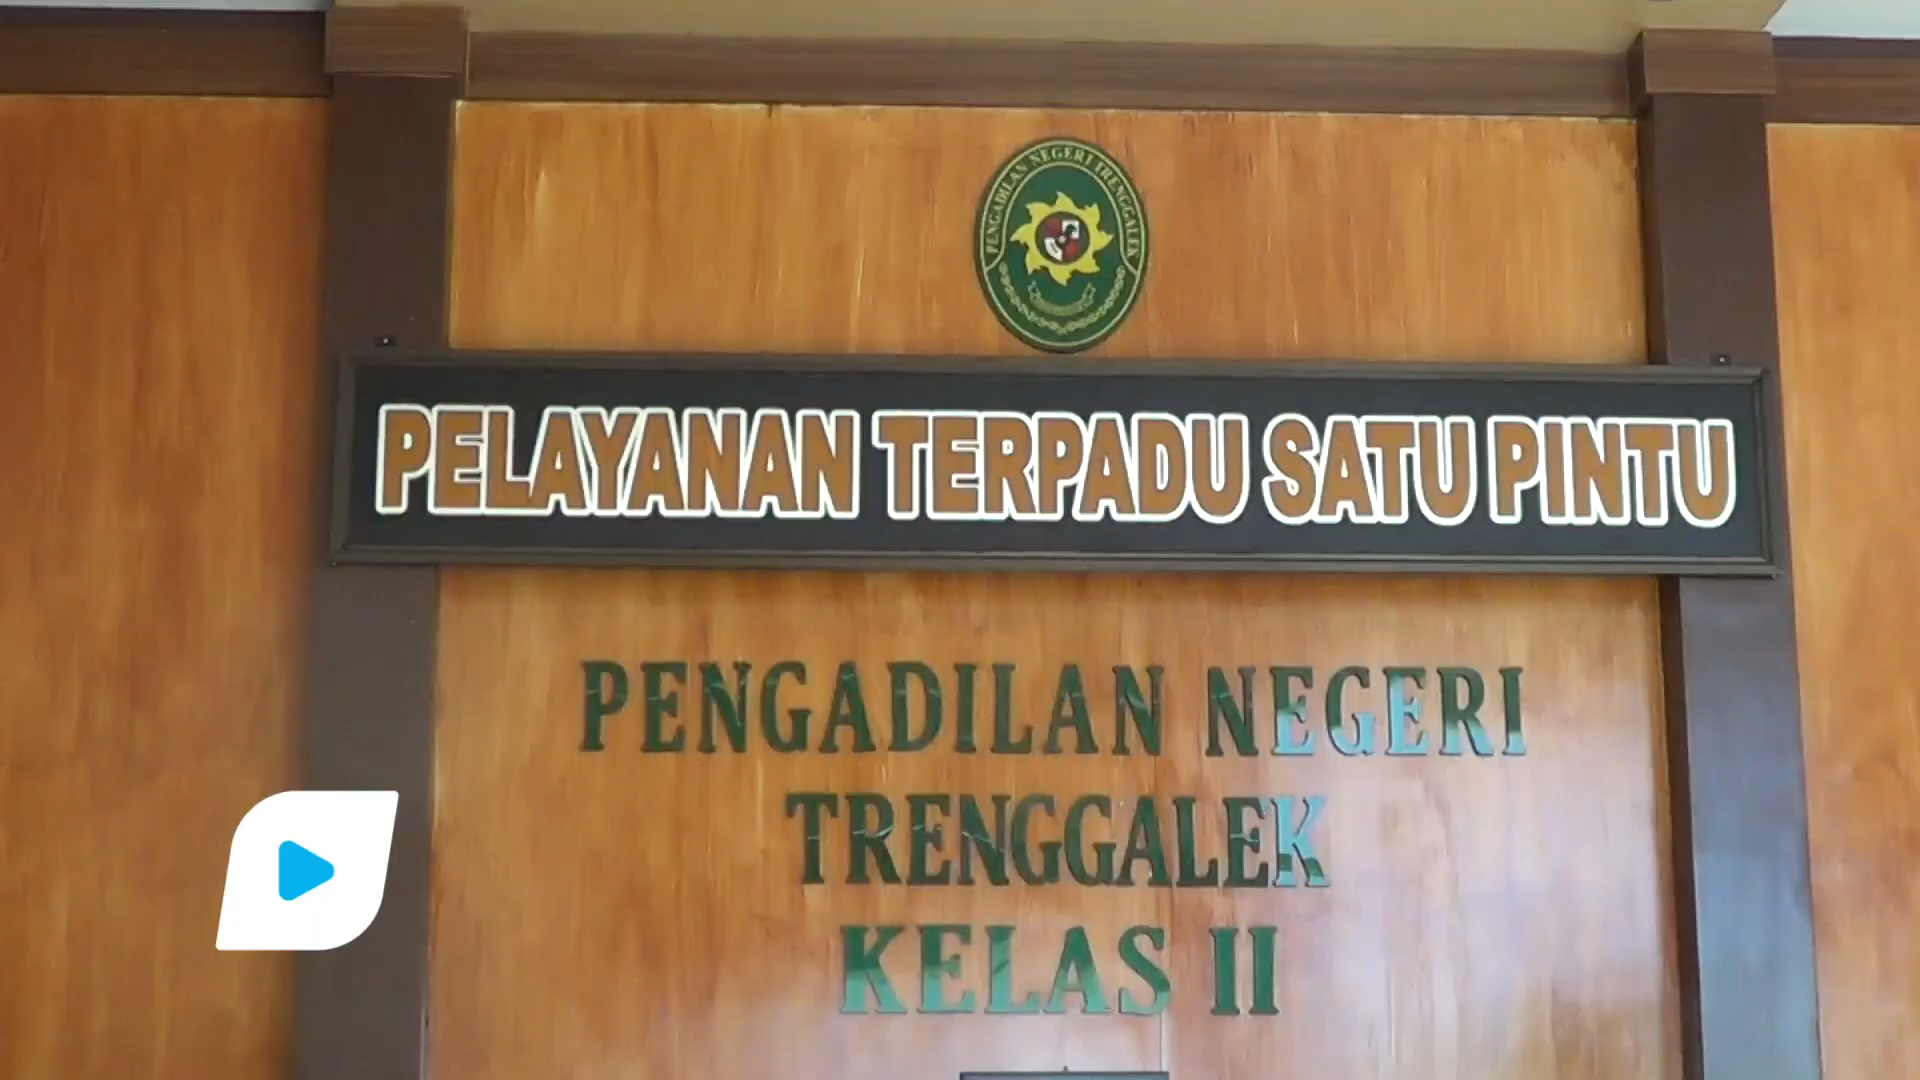 PENGADILAN NEGERI TRENGGALEK
PELAYANAN TERPADU SATU PINTU
PENGADILAN NEGERI
TRENGGALEK
KELAS II